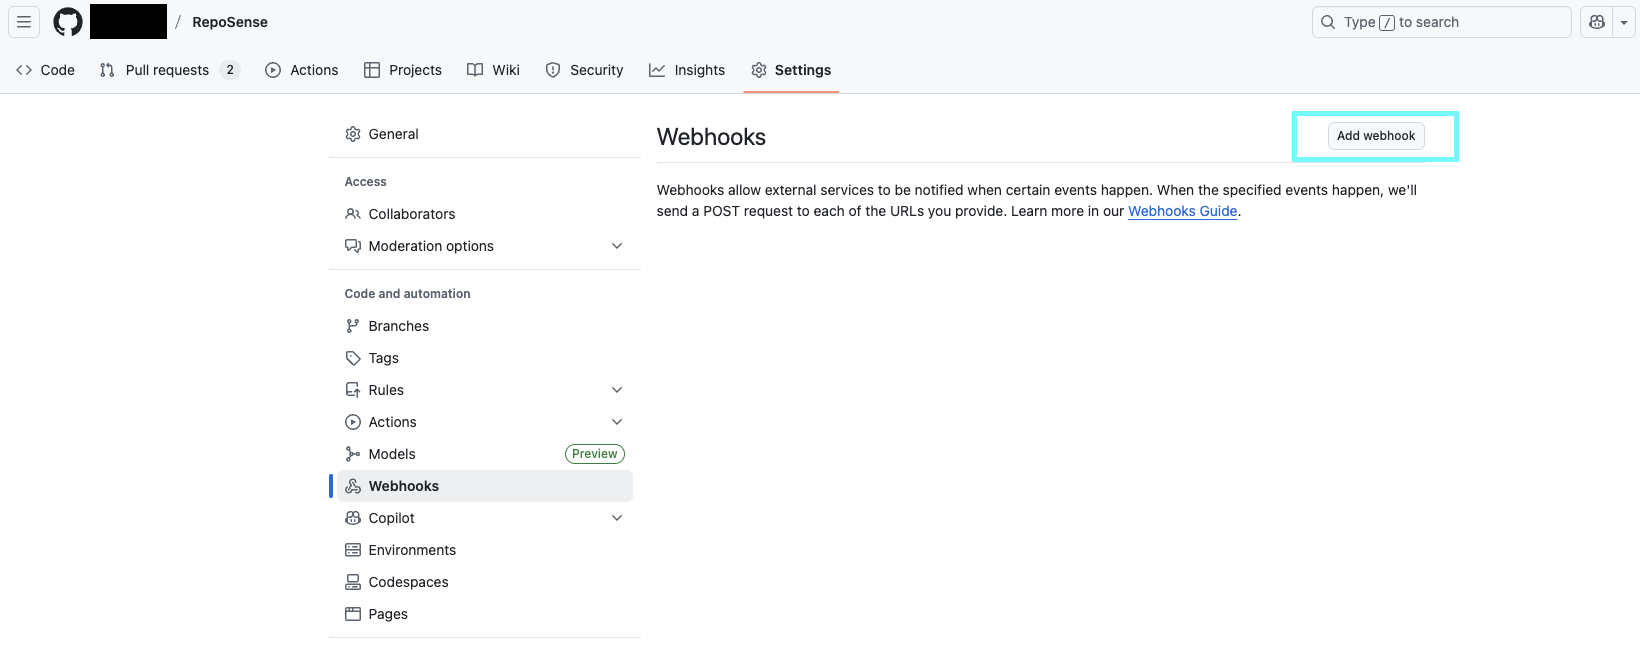 / RepoSense
Type / to search
Code Pull requests 2 Actions Projects Wiki Security Insights Settings
General
Access
Collaborators
Moderation options
Code and automation
Branches
Tags
Rules
Actions
Models Preview
Webhooks
Copilot
Environments
Codespaces
Pages
Webhooks
Add webhook
Webhooks allow external services to be notified when certain events happen. When the specified events happen, we'll
send a POST request to each of the URLs you provide. Learn more in our Webhooks Guide.